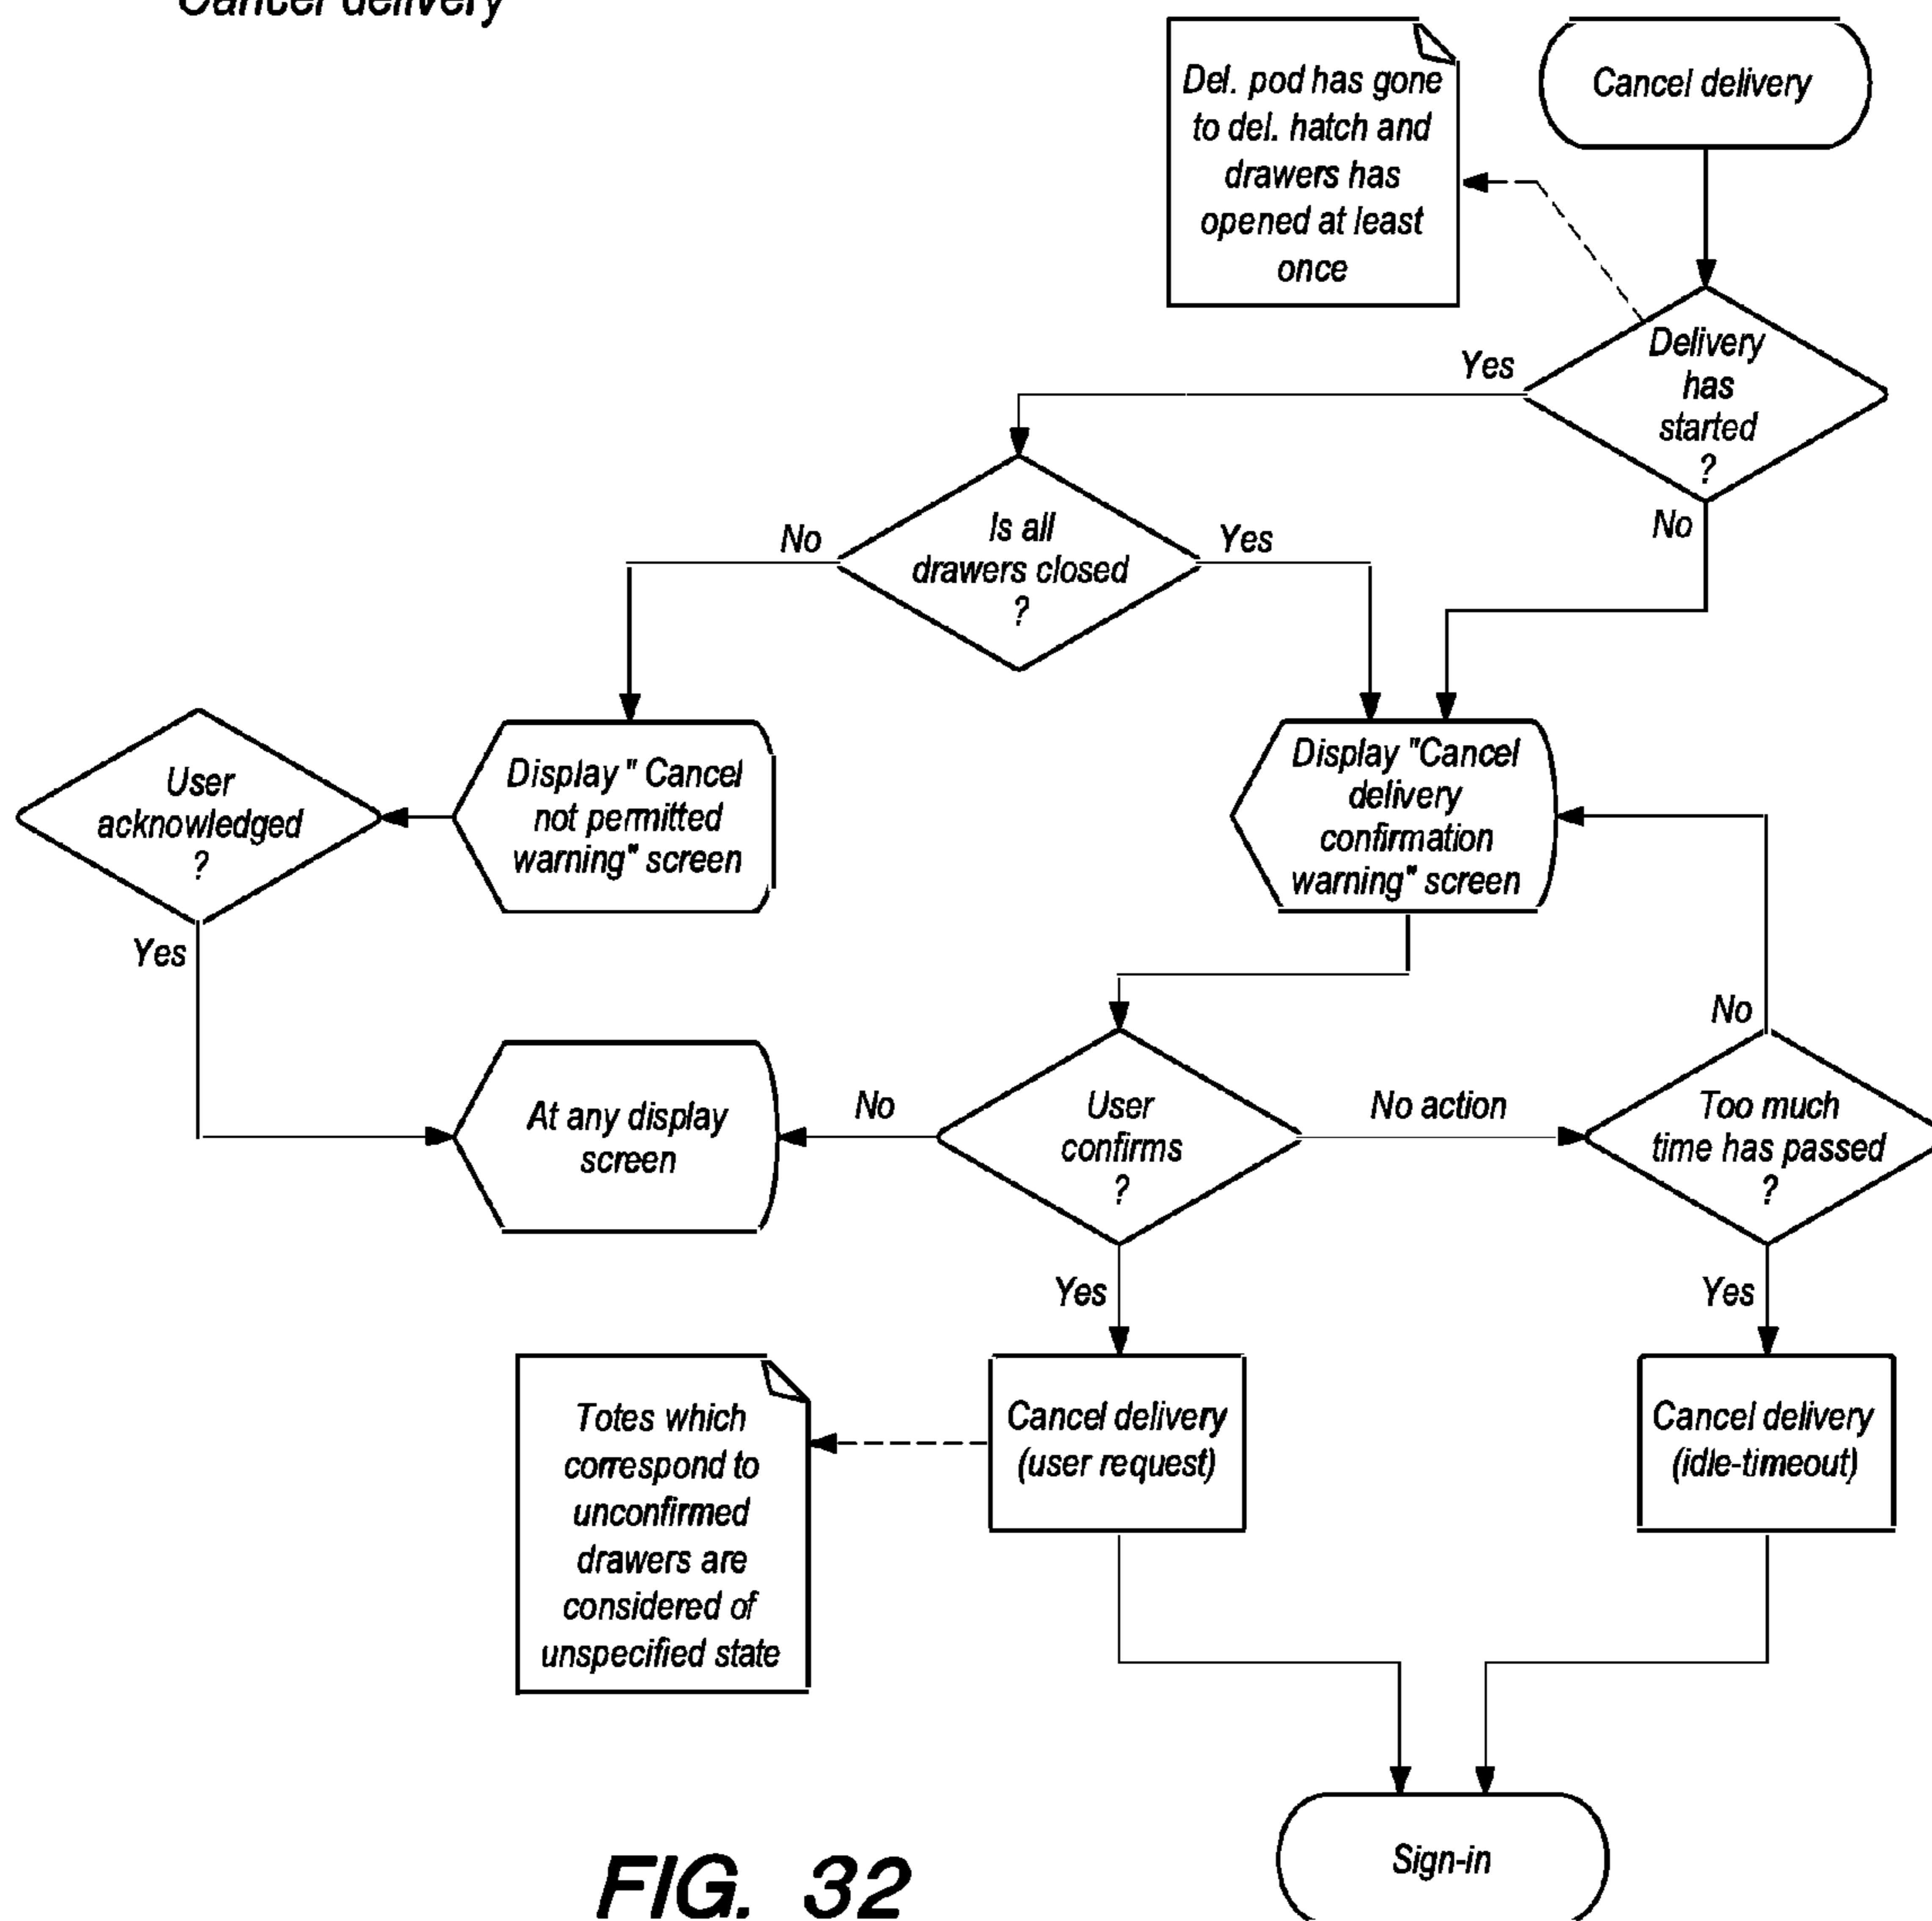 Cancel delivery
Del. pod has gone
to del. hatch and
drawers has
opened at least
once
Cancel delivery
Delivery
has
started
?
Yes
No
Is all
drawers closed
?
No
Yes
User
acknowledged
?
Yes
Display " Cancel
not permitted
warning" screen
Display "Cancel
delivery
confirmation
warning" screen
At any display
screen
No
User
confirms
?
No action
Too much
time has passed
?
No
Yes
Yes
Totes which
correspond to
unconfirmed
drawers are
considered of
unspecified state
Cancel delivery
(user request)
Cancel delivery
(idle-timeout)
Sign-in
FIG. 32